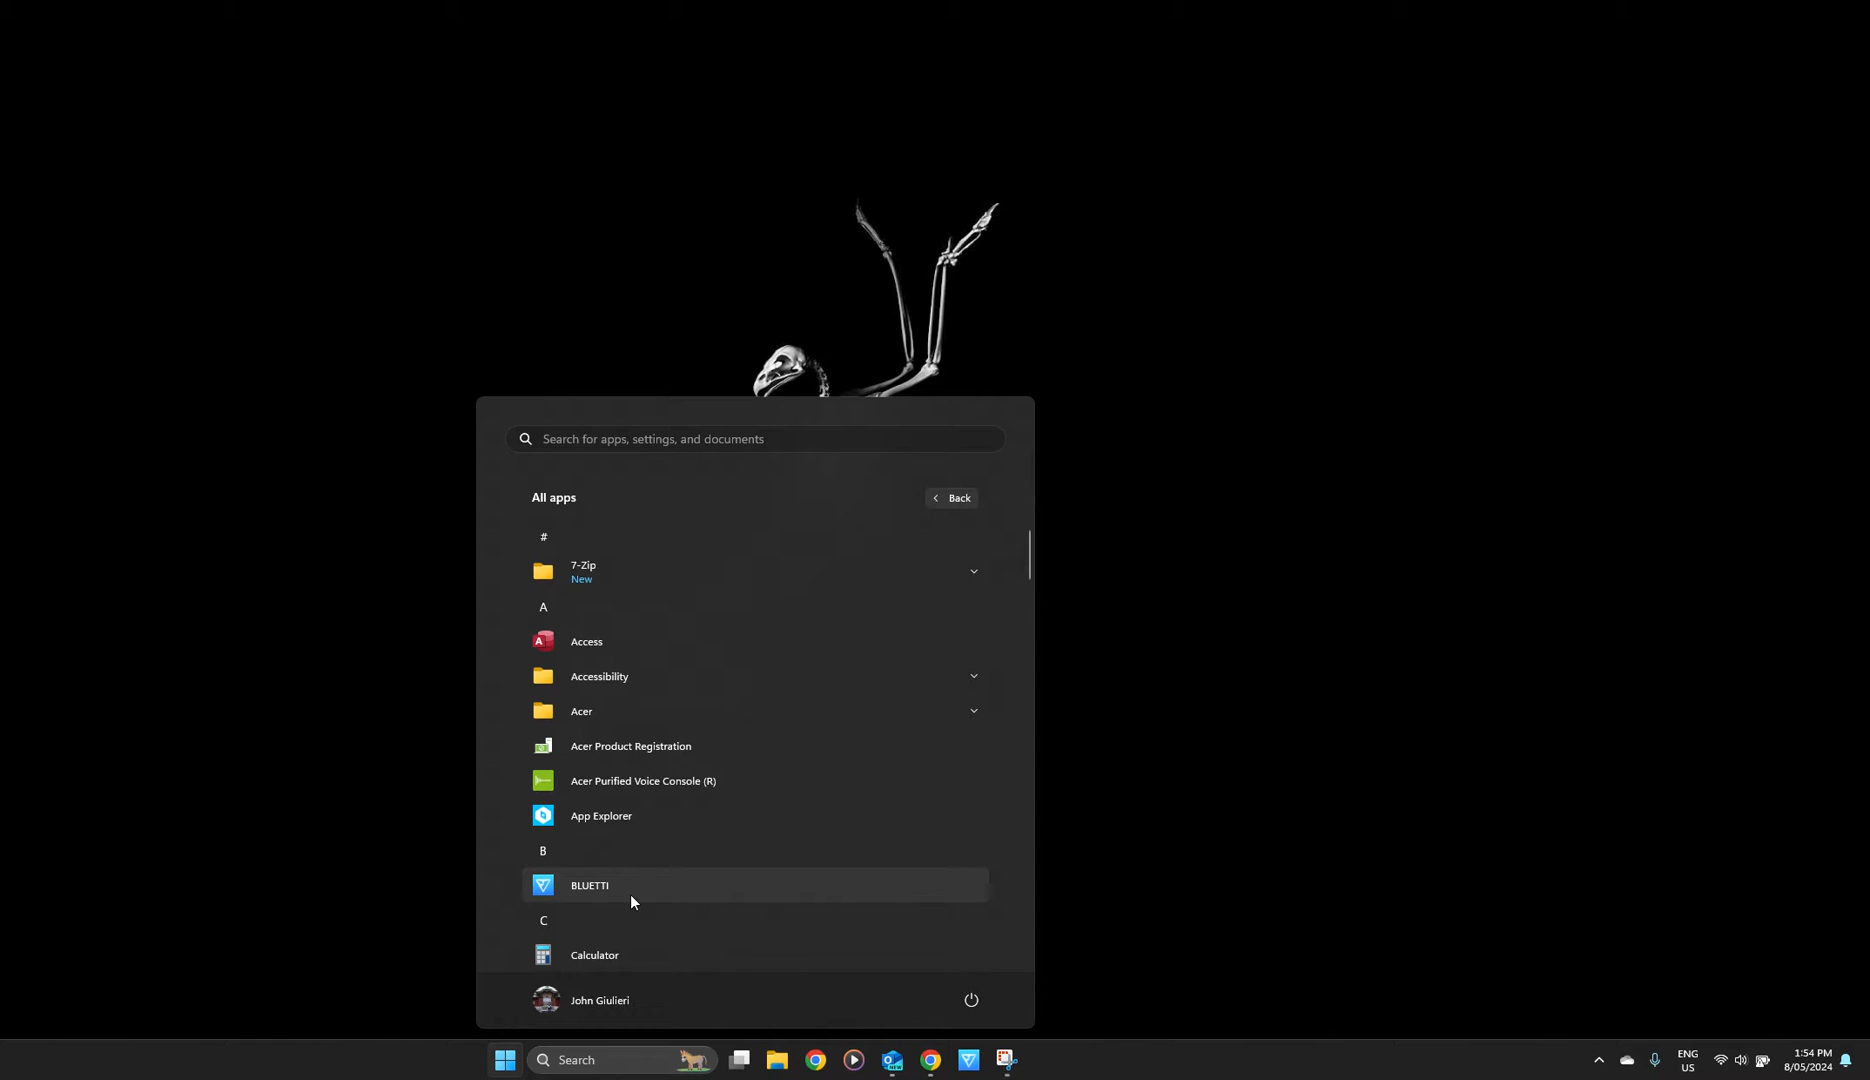 Search for apps, settings, and documents
All apps
Back
#
7-Zip
New
A
Access
Accessibility
Acer
Acer Product Registration
Acer Purified Voice Console (R)
App Explorer
B
BLUETTI
C
Calculator
John Giulieri
Search
NEW
ENG
US
1:54 PM
8/05/2024